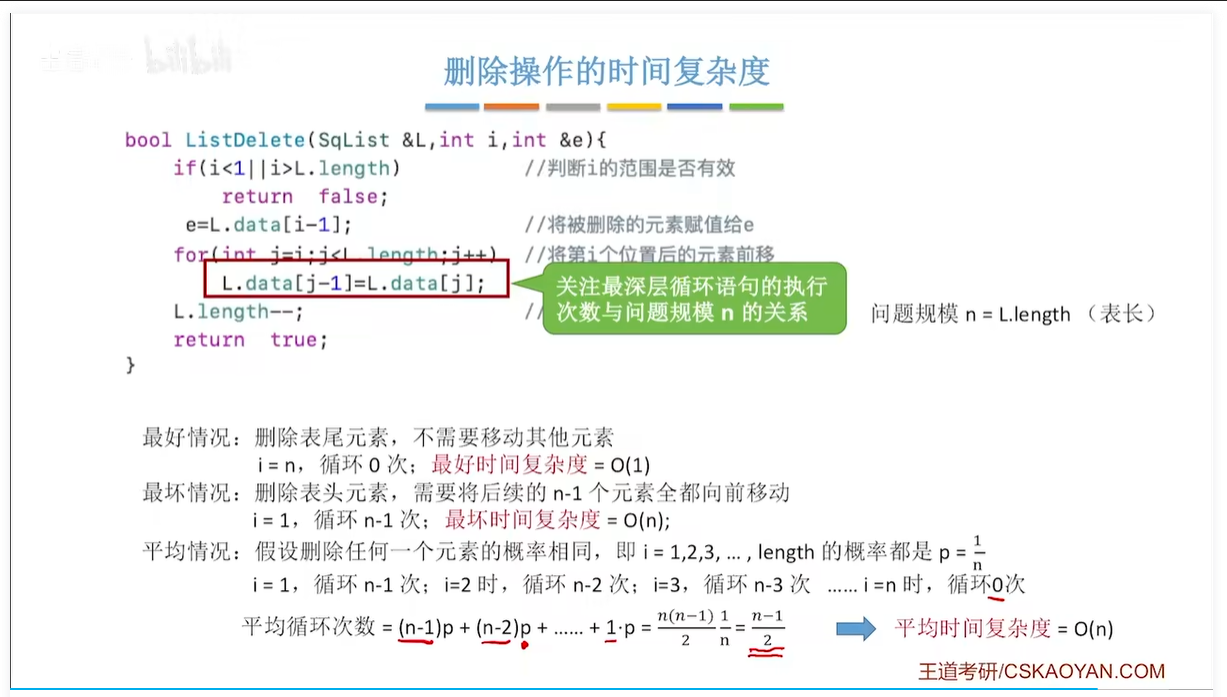 bilibili
删除操作的时间复杂度
bool ListDelete(SqList &L,int i,int &e){
if(i<1||i>L.length) //判断i的范围是否有效
return false;
e=L.data[i-1]; //将被删除的元素赋值给e
for(int j=i;j<L.length;j++) //将第i个位置后的元素前移
L.data[j-1]=L.data[j];
关注最深层循环语句的执行
次数与问题规模 n 的关系
L.length--; //
问题规模 n = L.length （表长）
return true;
}
最好情况：删除表尾元素，不需要移动其他元素
i = n，循环 0 次；最好时间复杂度 = O(1)
最坏情况：删除表头元素，需要将后续的 n-1 个元素全都向前移动
i = 1，循环 n-1 次；最坏时间复杂度 = O(n);
平均情况：假设删除任何一个元素的概率相同，即 i = 1,2,3, … , length 的概率都是 p = 1/n
i = 1，循环 n-1 次；i=2 时，循环 n-2 次；i=3，循环 n-3 次 …… i =n 时，循环0次
平均循环次数 = (n-1)p + (n-2)p + …… + 1·p = n(n−1)/2 1/n = n−1/2 平均时间复杂度 = O(n)
王道考研/CSKAOYAN.COM